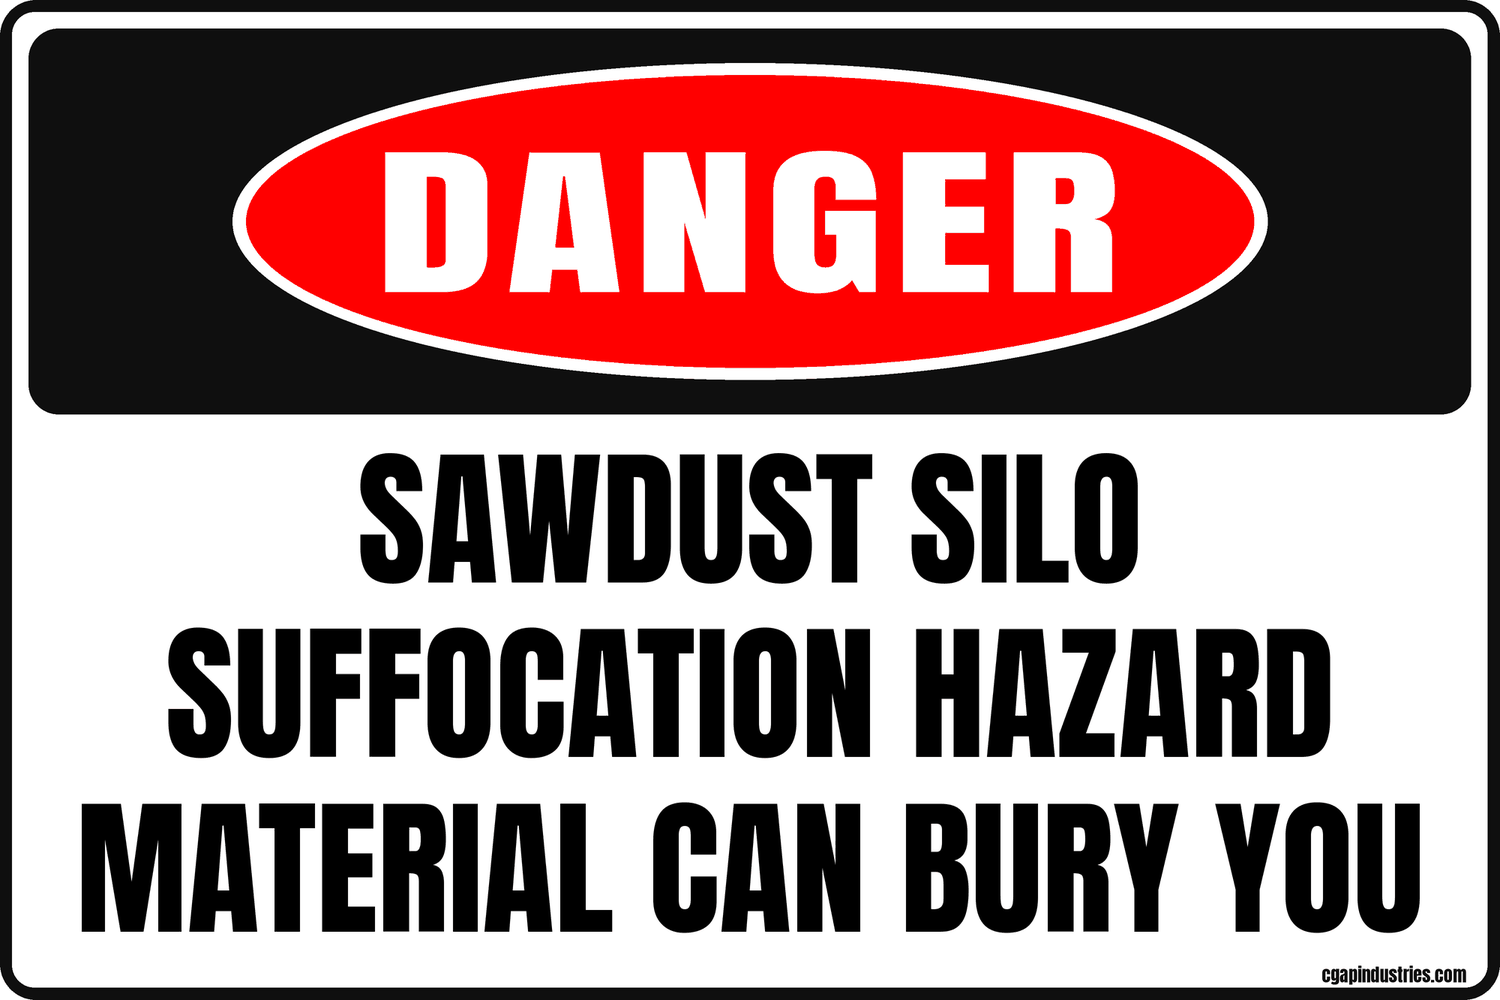 DANGER
SAWDUST SILO
SUFFOCATION HAZARD
MATERIAL CAN BURY YOU
cgapindustries.com